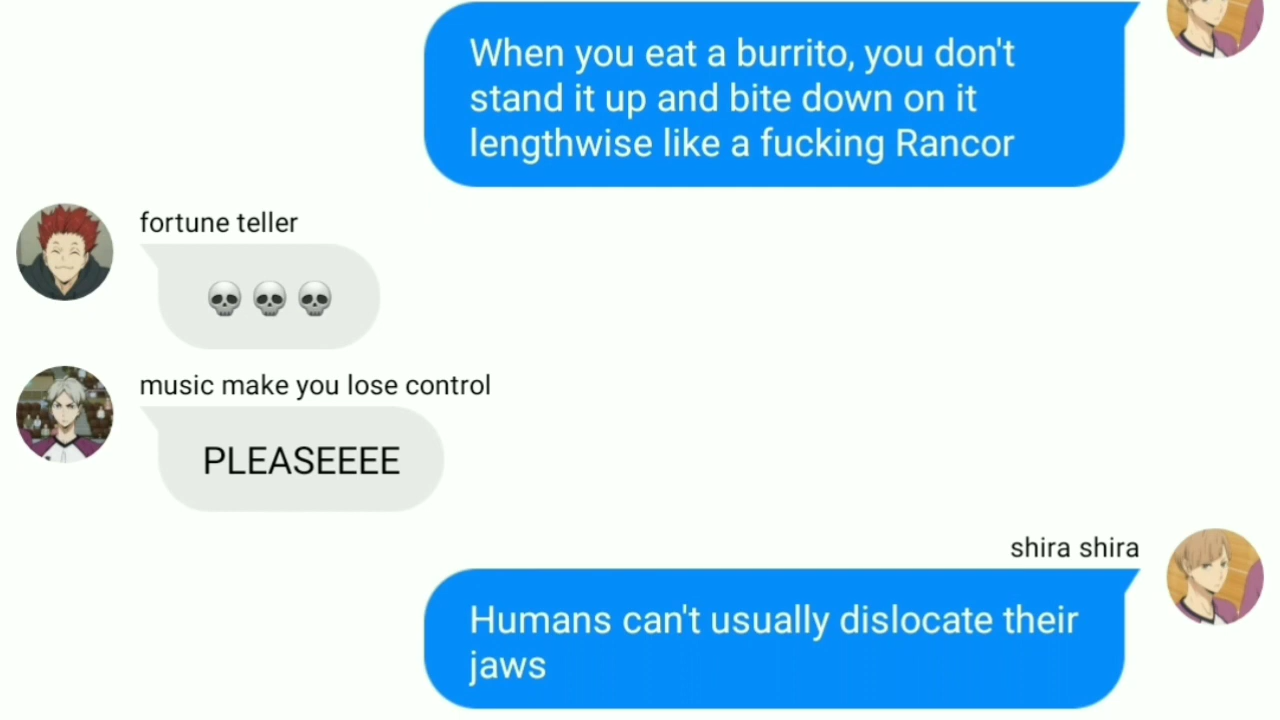 When you eat a burrito, you don't
stand it up and bite down on it
lengthwise like a fucking Rancor
fortune teller
💀💀💀
music make you lose control
PLEASEEEE
shira shira
Humans can't usually dislocate their
jaws